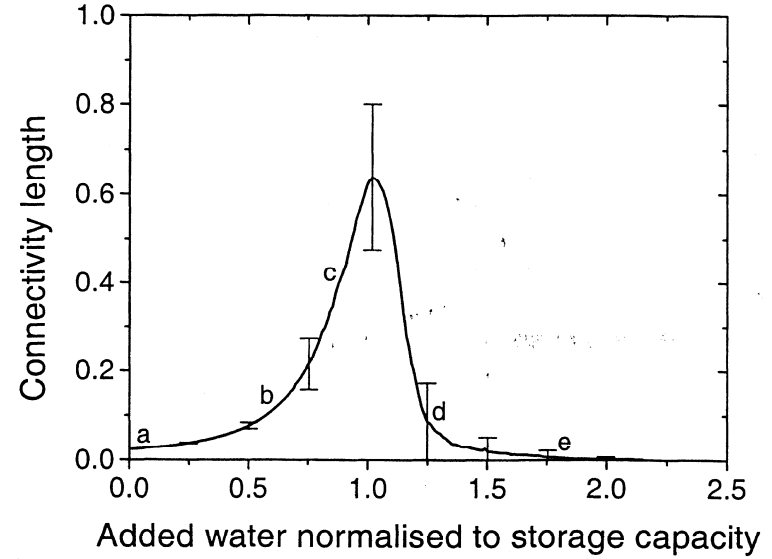 1.0
0.8
0.6
0.4
0.2
0.0
Connectivity length
a
b
c
d
e
0.0 0.5 1.0 1.5 2.0 2.5
Added water normalised to storage capacity